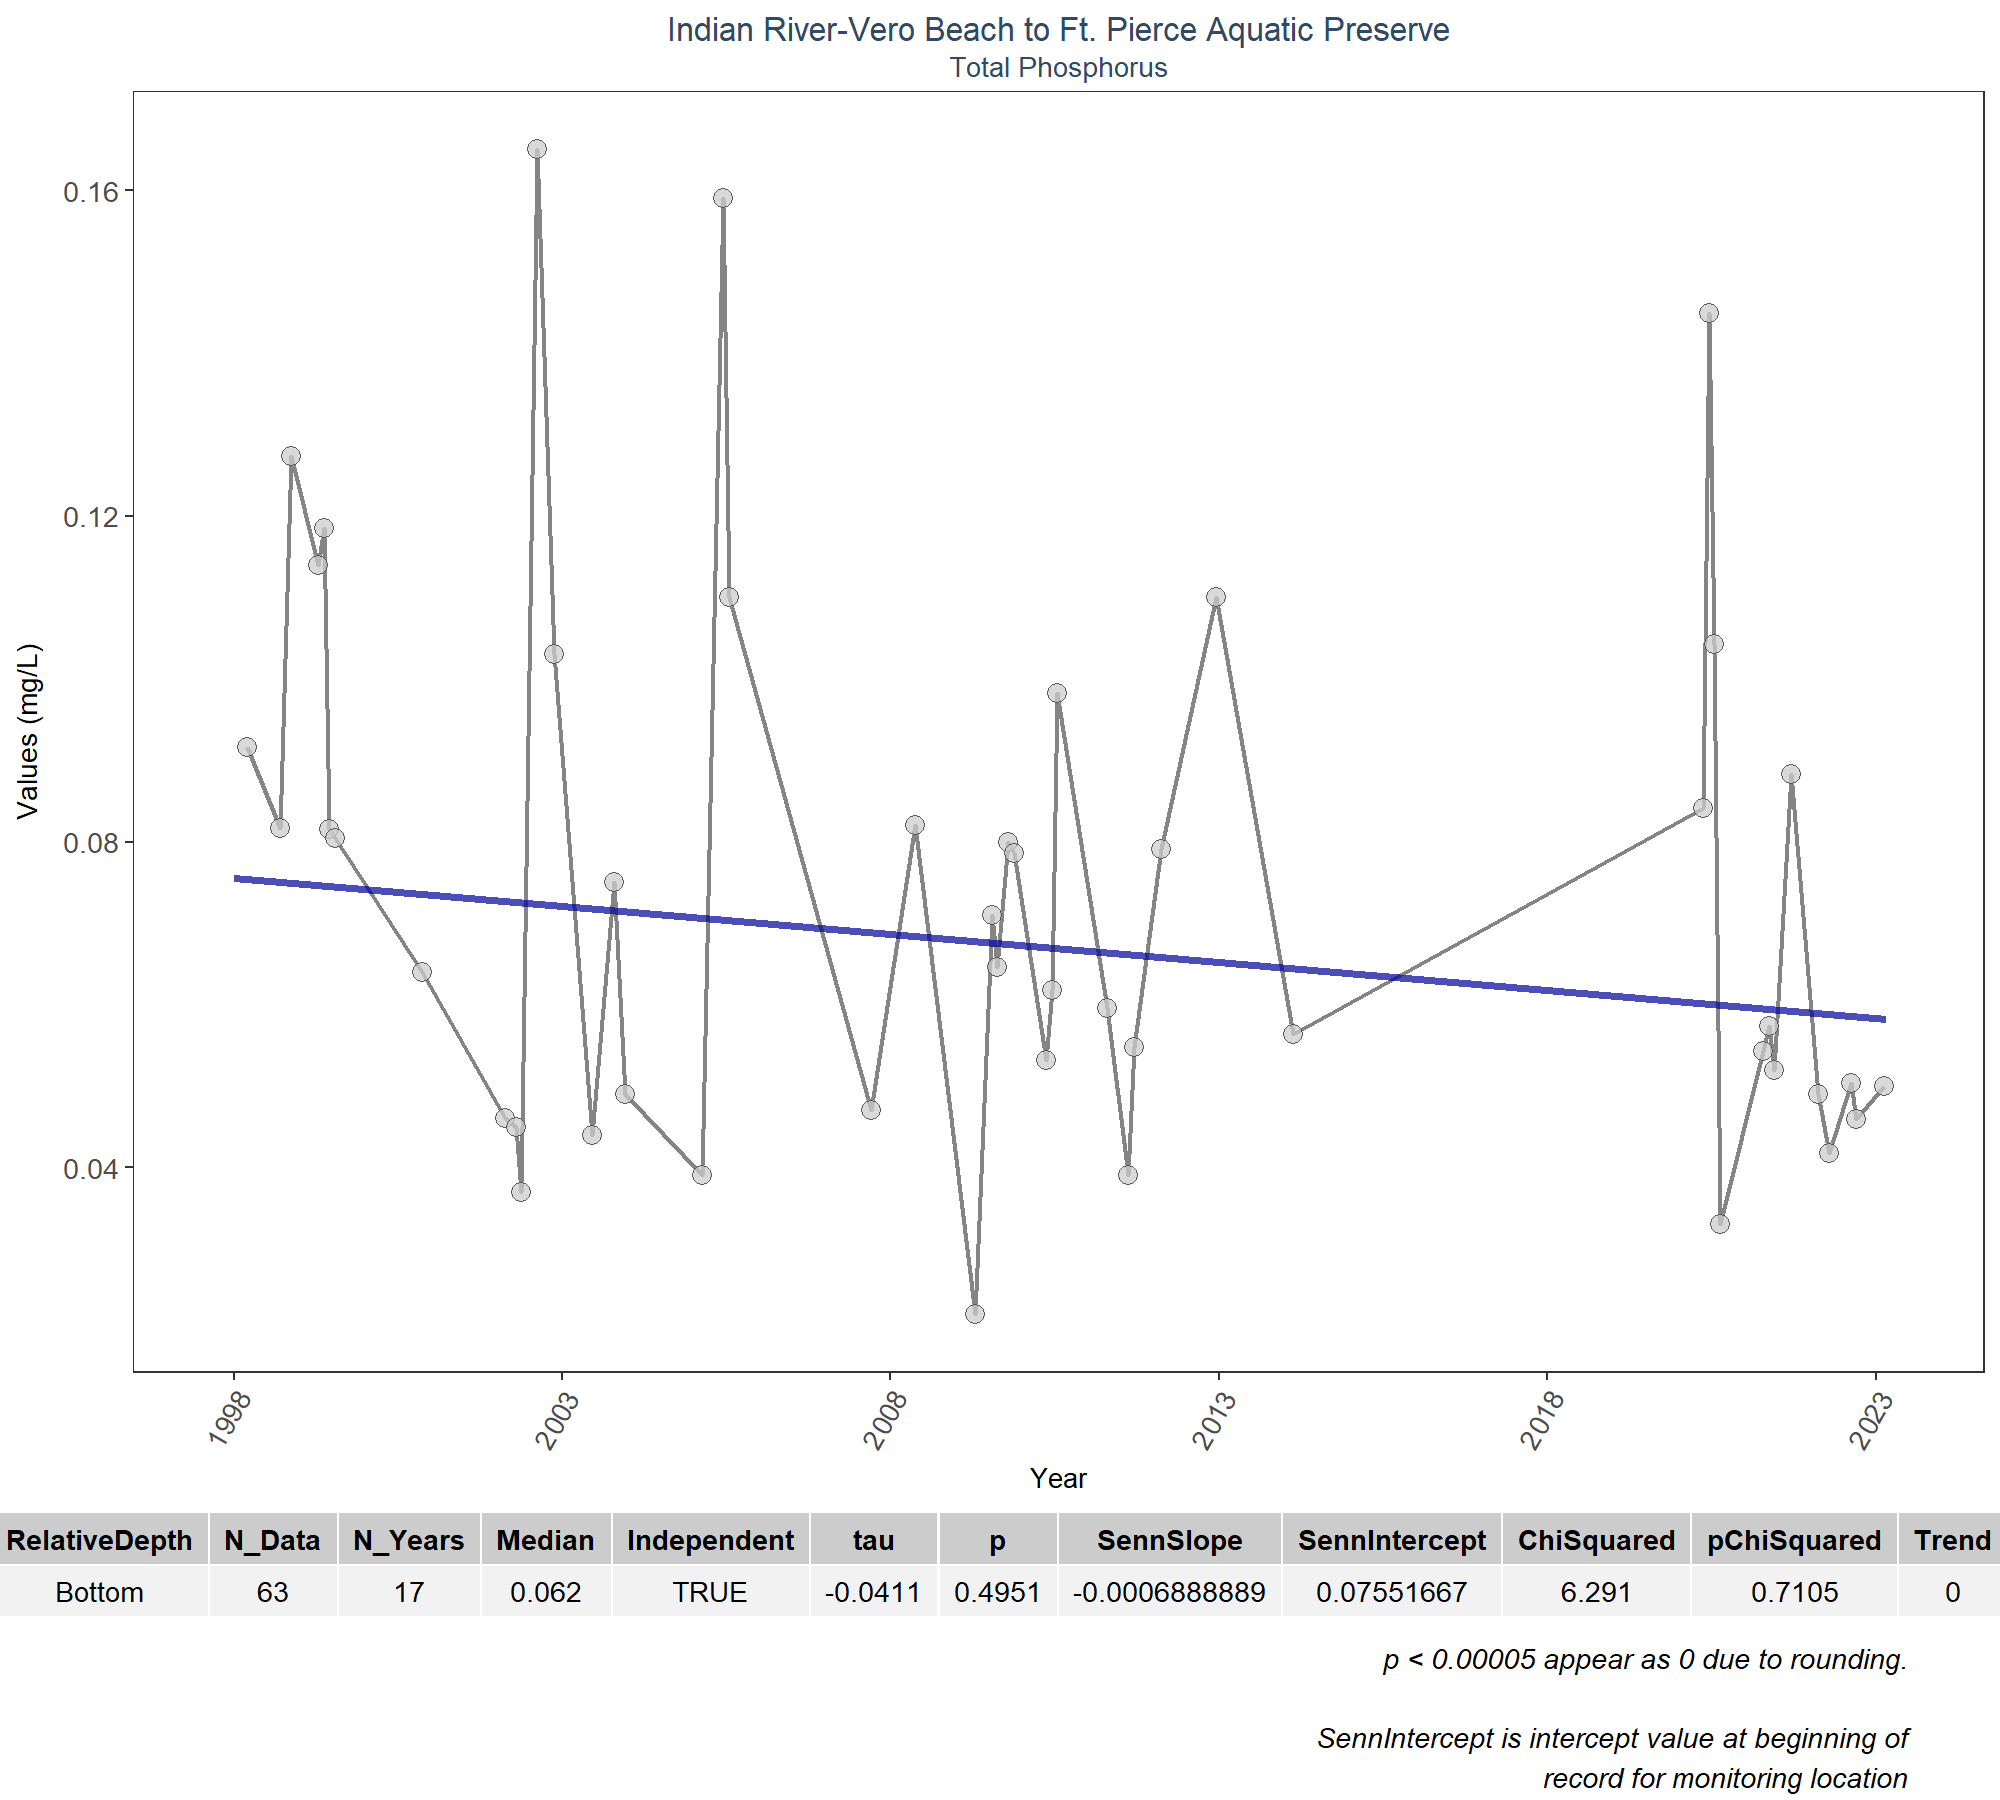 Indian River-Vero Beach to Ft. Pierce Aquatic Preserve
Total Phosphorus
Values (mg/L)
0.16
0.12
0.08
0.04
1998 2003 2008 2013 2018 2023
Year
RelativeDepth N_Data N_Years Median Independent tau p SennSlope SennIntercept ChiSquared pChiSquared Trend
Bottom 63 17 0.062 TRUE -0.0411 0.4951 -0.0006888889 0.07551667 6.291 0.7105 0
p < 0.00005 appear as 0 due to rounding.
SennIntercept is intercept value at beginning of
record for monitoring location